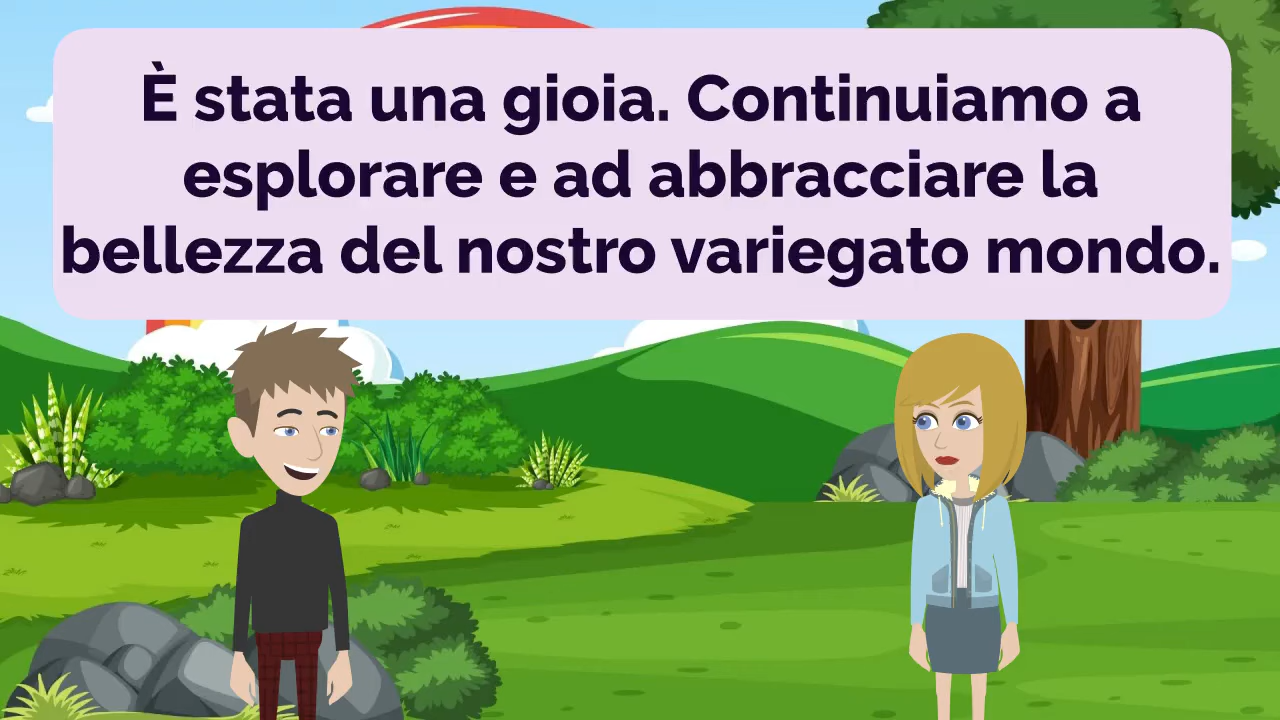 È stata una gioia. Continuiamo a
esplorare e ad abbracciare la
bellezza del nostro variegato mondo.